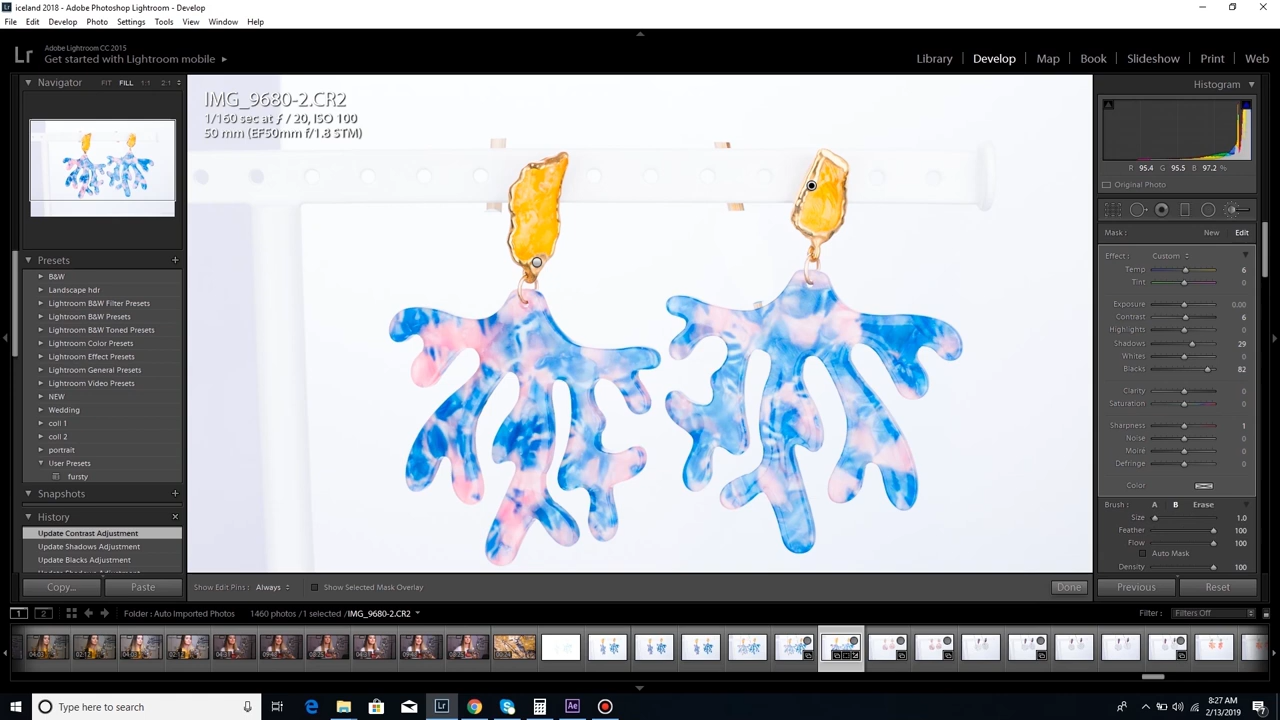 iceland 2018 - Adobe Photoshop Lightroom - Develop
File Edit Develop Photo Settings Tools View Window Help
Lr
Adobe Lightroom CC 2015
Get started with Lightroom mobile
Library Develop Map Book Slideshow Print Web
Navigator FIT FILL 1:1 2:1
Histogram
IMG_9680-2.CR2
1/160 sec at ƒ / 20, ISO 100
50 mm (EF50mm f/1.8 STM)
R 95.4 G 95.5 B 97.2 %
Original Photo
Mask : New Edit
Effect : Custom
Temp 6
Tint
Exposure 0.00
Contrast 6
Highlights 0
Shadows 29
Whites 0
Blacks 82
Clarity 0
Saturation 0
Sharpness 1
Noise 0
Moire 0
Defringe 0
Color
Brush : A B Erase
Size 1.0
Feather 100
Flow 100
Auto Mask
Density 100
Previous Reset
Presets +
B&W
Landscape hdr
Lightroom B&W Filter Presets
Lightroom B&W Presets
Lightroom B&W Toned Presets
Lightroom Color Presets
Lightroom Effect Presets
Lightroom General Presets
Lightroom Video Presets
NEW
Wedding
coll 1
coll 2
portrait
User Presets
fursty
Snapshots +
History ×
Update Contrast Adjustment
Update Shadows Adjustment
Update Blacks Adjustment
Copy... Paste
Show Edit Pins : Always Show Selected Mask Overlay Done
1 2 Folder : Auto Imported Photos 1460 photos / 1 selected / IMG_9680-2.CR2 Filter : Filters Off
Type here to search
Lr
Ae
8:27 AM
2/13/2019